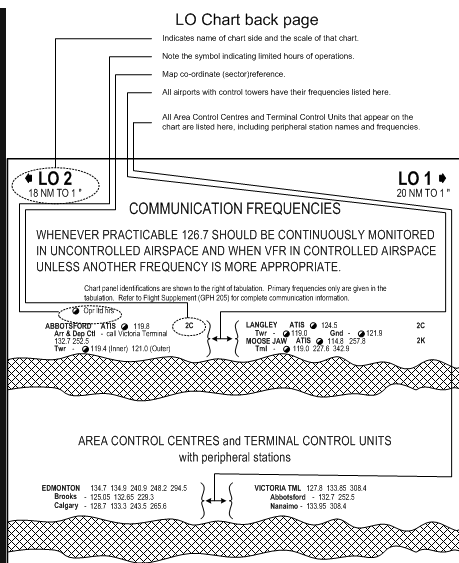 LO Chart back page
Indicates name of chart side and the scale of that chart.
Note the symbol indicating limited hours of operations.
Map co-ordinate (sector)reference.
All airports with control towers have their frequencies listed here.
All Area Control Centres and Terminal Control Units that appear on the
chart are listed here, including peripheral station names and frequencies.
LO 2
18 NM TO 1 "
LO 1
20 NM TO 1"
COMMUNICATION FREQUENCIES
WHENEVER PRACTICABLE 126.7 SHOULD BE CONTINUOUSLY MONITORED
IN UNCONTROLLED AIRSPACE AND WHEN VFR IN CONTROLLED AIRSPACE
UNLESS ANOTHER FREQUENCY IS MORE APPROPRIATE.
Chart panel identifications are shown to the right of tabulation. Primary frequencies only are given in the
tabulation. Refer to Flight Supplement (GPH 205) for complete communication information.
Opr ltd hrs
ABBOTSFORD ATIS 119.8 2C
Arr & Dep Ctl - call Victoria Terminal
132.7 252.5
Twr - 119.4 (Inner) 121.0 (Outer)
LANGLEY ATIS 124.5 2C
Twr - 119.0 Gnd - 121.9
MOOSE JAW ATIS 114.8 257.8 2K
Tml - 119.0 227.6 342.9
AREA CONTROL CENTRES and TERMINAL CONTROL UNITS
with peripheral stations
EDMONTON 134.7 134.9 240.9 248.2 294.5
Brooks - 125.05 132.65 229.3
Calgary - 128.7 133.3 243.5 265.6
VICTORIA TML 127.8 133.85 308.4
Abbotsford - 132.7 252.5
Nanaimo - 133.95 308.4